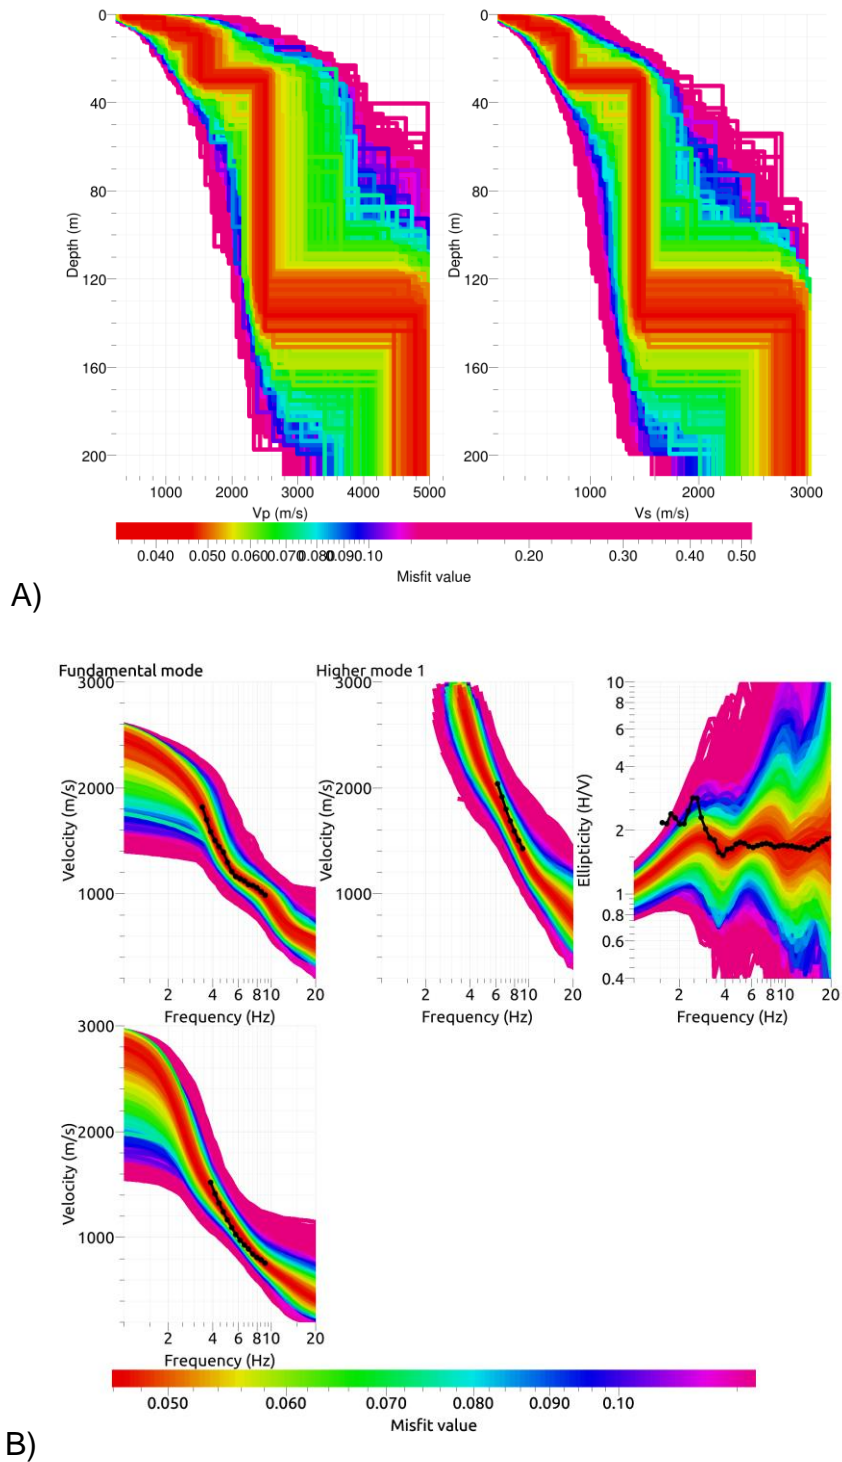 0
40
80
120
160
200
Depth (m)
1000 2000 3000 4000 5000
Vp (m/s)
0
40
80
120
160
200
Depth (m)
1000 2000 3000
Vs (m/s)
0.040 0.050 0.060 0.070 0.080 0.090 0.10 0.20 0.30 0.40 0.50
Misfit value
A)
Fundamental mode
3000
2000
1000
Velocity (m/s)
2 4 6 8 10 20
Frequency (Hz)
Higher mode 1
3000
2000
1000
Velocity (m/s)
2 4 6 8 10 20
Frequency (Hz)
10
8
6
4
2
1
0.8
0.6
0.4
Ellipticity (H/V)
2 4 6 8 10 20
Frequency (Hz)
3000
2000
1000
Velocity (m/s)
2 4 6 8 10 20
Frequency (Hz)
0.050 0.060 0.070 0.080 0.090 0.10
Misfit value
B)